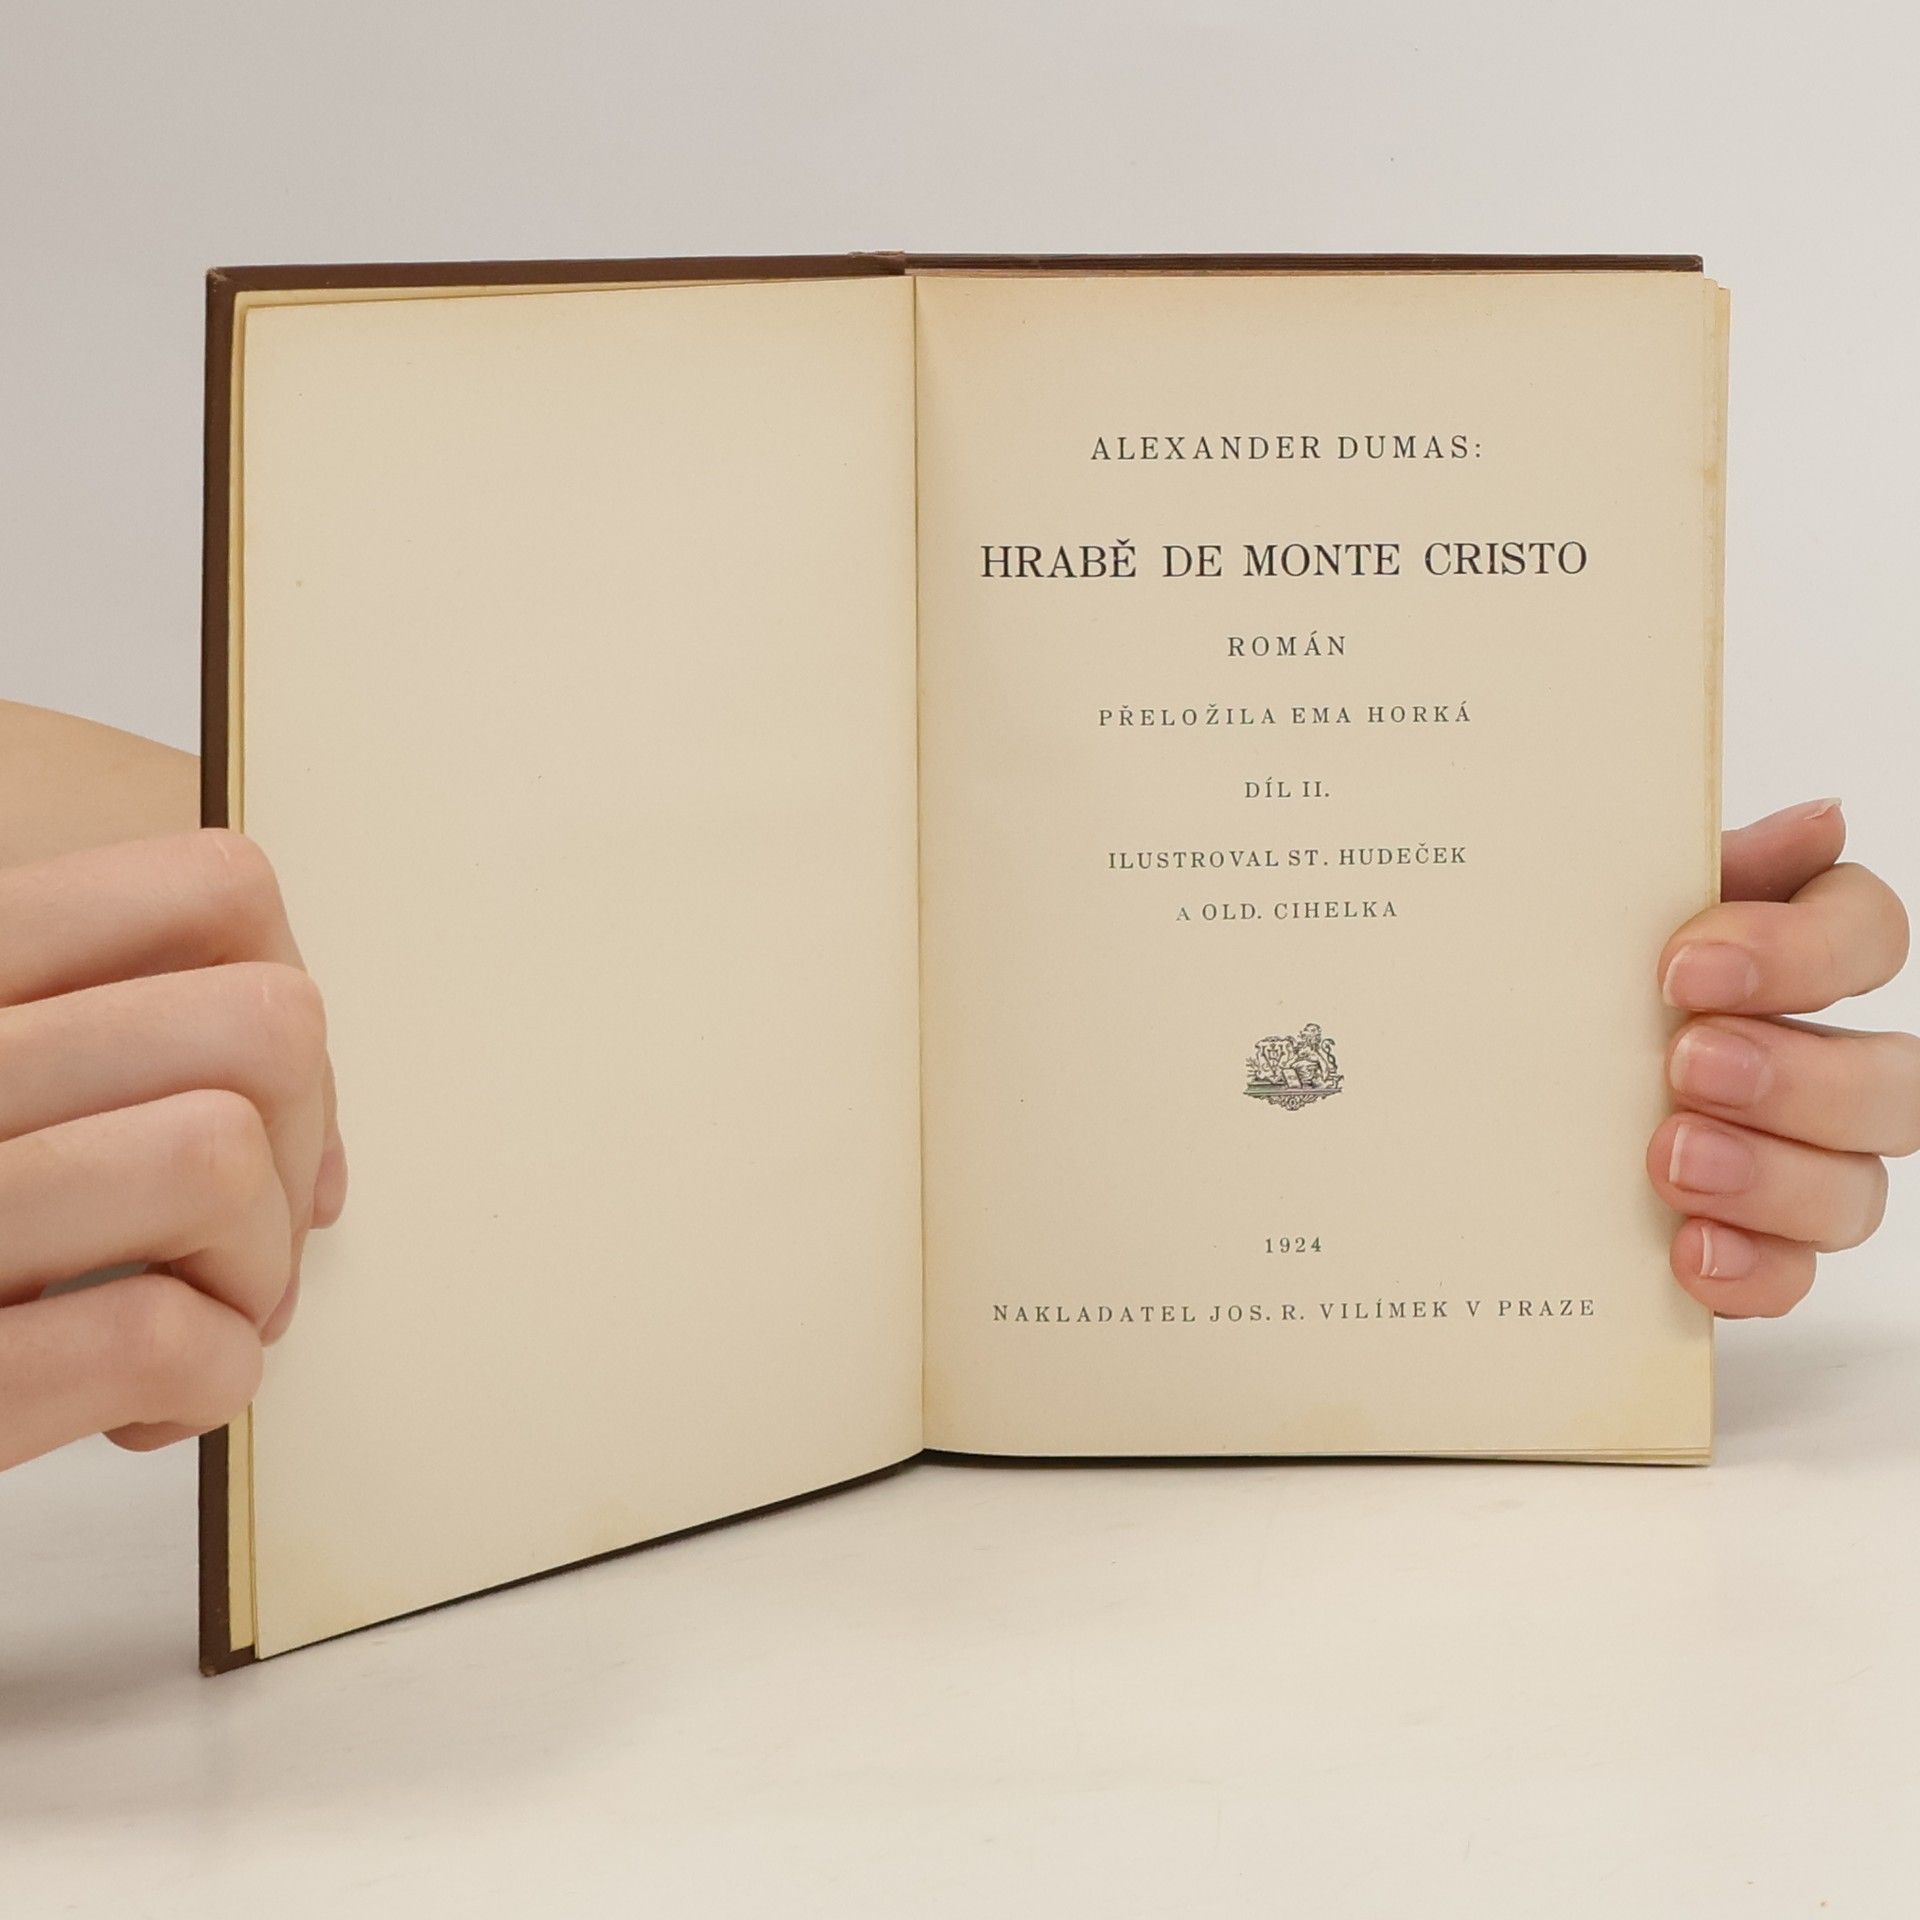 ALEXANDER DUMAS:
HRABĚ DE MONTE CRISTO
ROMÁN
PŘELOŽILA EMA HORKÁ
DÍL II.
ILUSTROVAL ST. HUDEČEK
A OLD. CIHELKA
1924
NAKLADATEL JOS. R. VILÍMEK V PRAZE